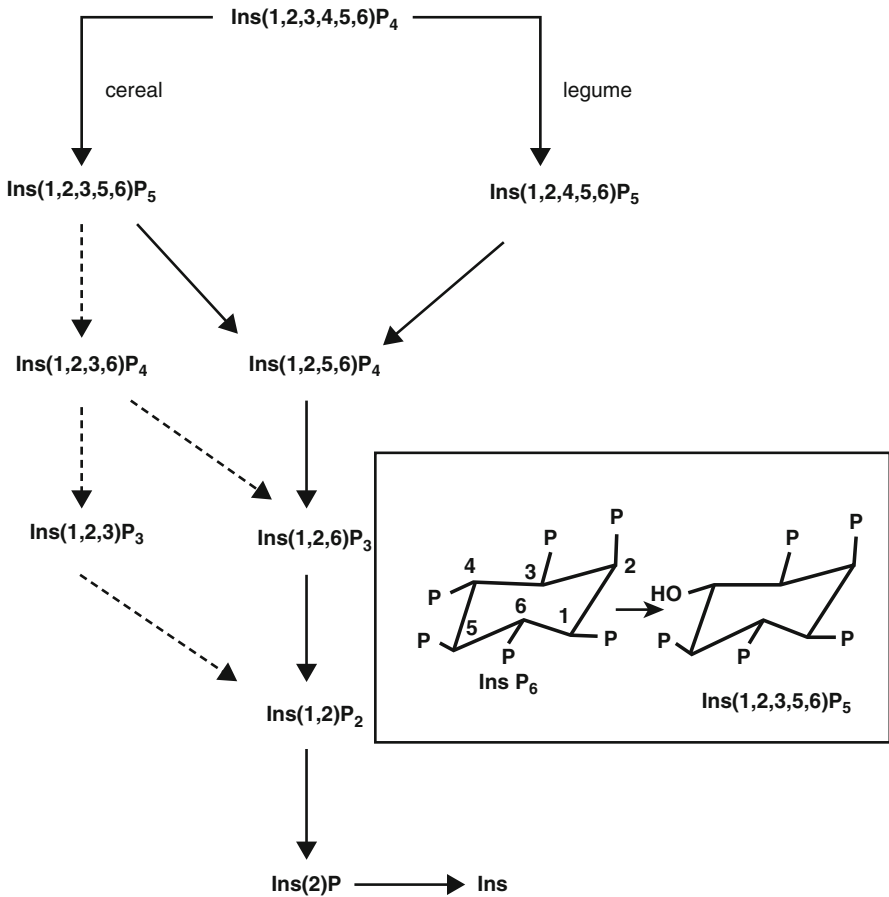 Ins(1,2,3,4,5,6)P4
cereal
legume
Ins(1,2,3,5,6)P5
Ins(1,2,4,5,6)P5
Ins(1,2,3,6)P4
Ins(1,2,5,6)P4
Ins(1,2,3)P3
Ins(1,2,6)P3
Ins(1,2)P2
Ins(2)P
Ins
P
P
4
3
2
P
6
1
5
P
P
P
Ins P6
P
P
HO
P
P
P
Ins(1,2,3,5,6)P5